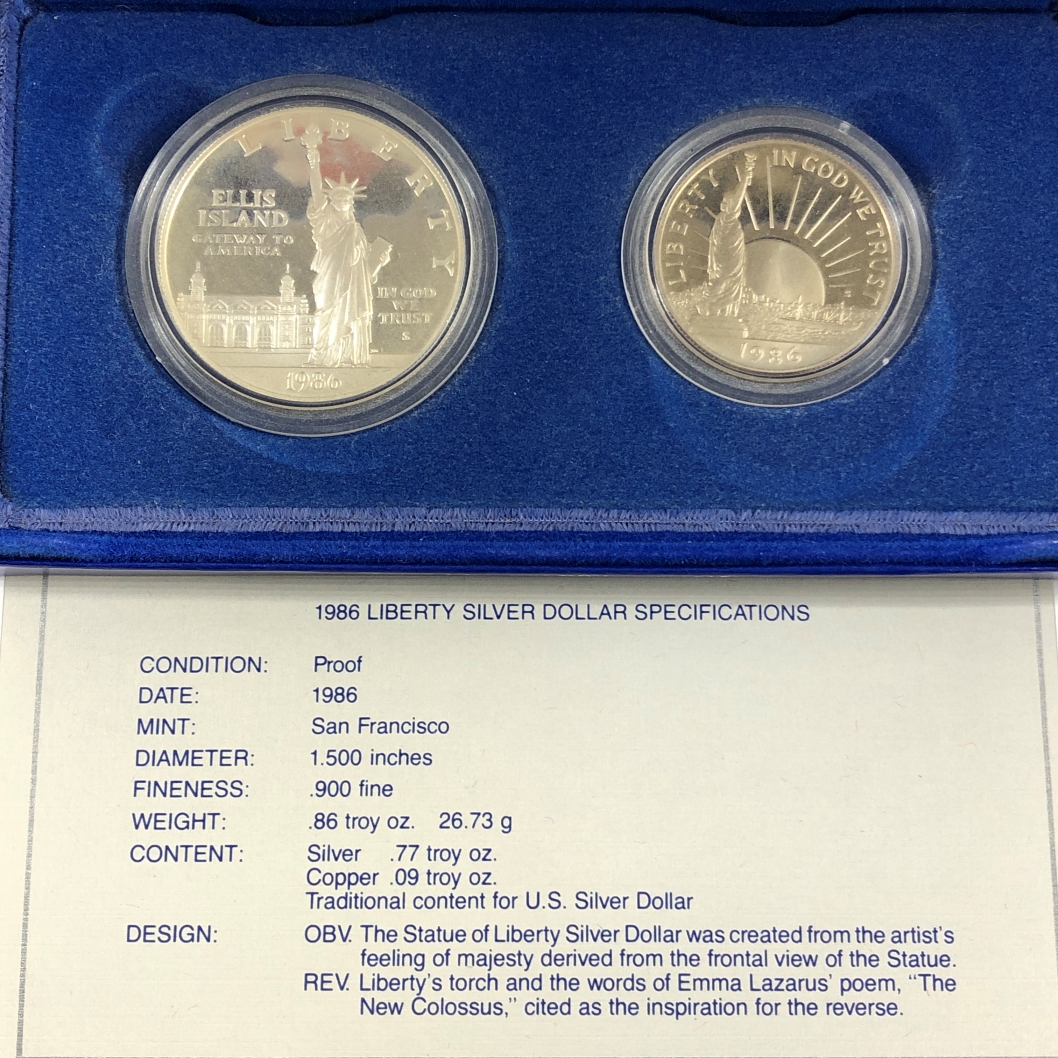 LIBERTY
ELLIS
ISLAND
GATEWAY TO
AMERICA
IN GOD
WE
TRUST
S
1986
LIBERTY
IN GOD WE TRUST
1986
1986 LIBERTY SILVER DOLLAR SPECIFICATIONS
CONDITION: Proof
DATE: 1986
MINT: San Francisco
DIAMETER: 1.500 inches
FINENESS: .900 fine
WEIGHT: .86 troy oz. 26.73 g
CONTENT: Silver .77 troy oz.
Copper .09 troy oz.
Traditional content for U.S. Silver Dollar
DESIGN: OBV. The Statue of Liberty Silver Dollar was created from the artist's
feeling of majesty derived from the frontal view of the Statue.
REV. Liberty's torch and the words of Emma Lazarus' poem, "The
New Colossus," cited as the inspiration for the reverse.